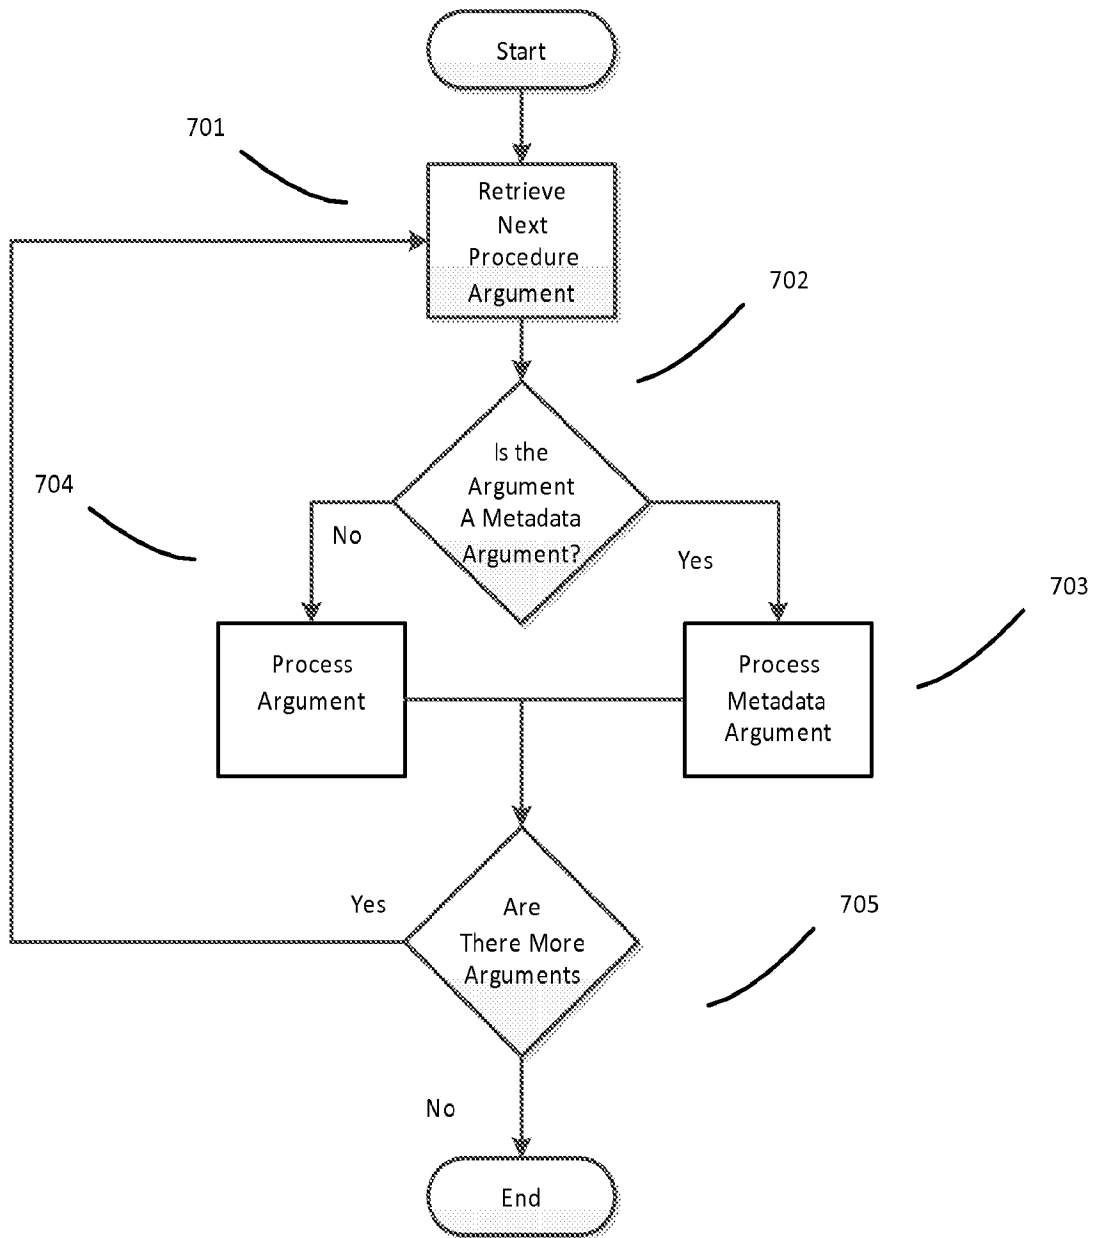 Start
701
Retrieve
Next
Procedure
Argument
702
Is the
Argument
A Metadata
Argument?
704
No
Yes
703
Process
Argument
Process
Metadata
Argument
Yes
Are
There More
Arguments
705
No
End